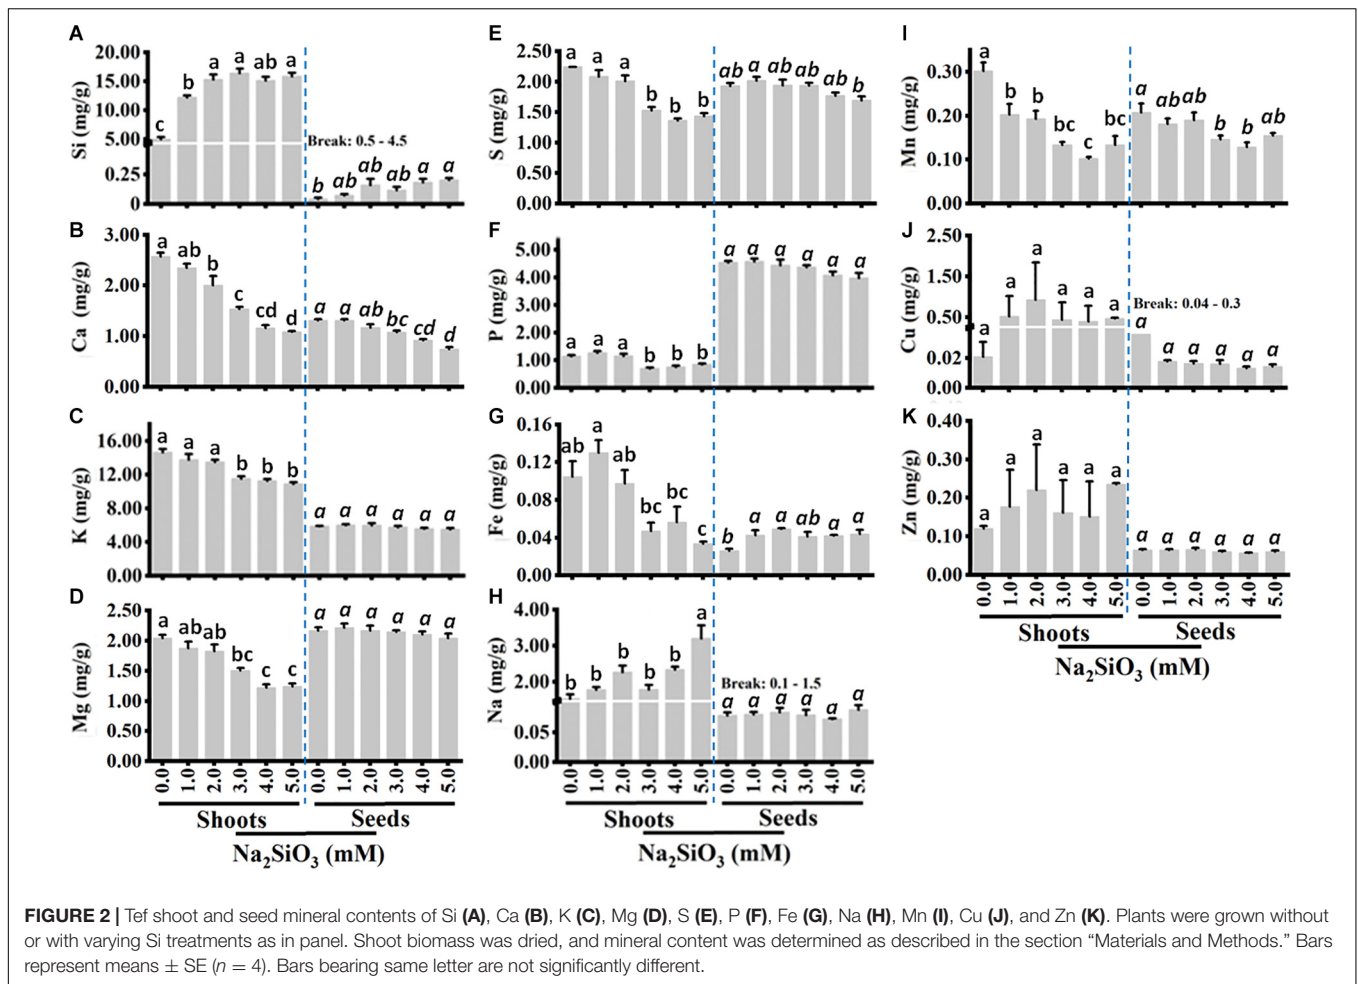 A
Si (mg/g)
20.00
15.00
10.00
5.00
0.25
0
c b a a ab a
b ab ab ab a a
Break: 0.5 - 4.5
B
Ca (mg/g)
3.00
2.00
1.00
0.00
a ab b c cd d
a a ab bc cd d
C
K (mg/g)
16.00
12.00
8.00
4.00
0.00
a a a b b b
a a a a a a
D
Mg (mg/g)
2.50
2.00
1.50
1.00
0.50
0.00
a ab ab bc c c
a a a a a a
0.0 1.0 2.0 3.0 4.0 5.0 0.0 1.0 2.0 3.0 4.0 5.0
Shoots Seeds
Na2SiO3 (mM)
E
S (mg/g)
2.50
2.00
1.50
1.00
0.50
0.00
a a a b b b
ab a ab ab ab b
F
P (mg/g)
5.00
4.00
3.00
2.00
1.00
0.00
a a a b b b
a a a a a a
G
Fe (mg/g)
0.16
0.12
0.08
0.04
0.00
ab a ab bc bc c
b a a ab a a
H
Na (mg/g)
4.00
3.00
2.00
0.05
0.00
b b b b b a
Break: 0.1 - 1.5
a a a a a a
0.0 1.0 2.0 3.0 4.0 5.0 0.0 1.0 2.0 3.0 4.0 5.0
Shoots Seeds
Na2SiO3 (mM)
I
Mn (mg/g)
0.30
0.20
0.10
0.00
a b b bc c bc
a ab ab b b ab
J
Cu (mg/g)
2.50
1.50
0.50
0.02
0.00
a a a a a a
Break: 0.04 - 0.3
a a a a a a
K
Zn (mg/g)
0.40
0.30
0.20
0.10
0.00
a a a a a a
a a a a a a
0.0 1.0 2.0 3.0 4.0 5.0 0.0 1.0 2.0 3.0 4.0 5.0
Shoots Seeds
Na2SiO3 (mM)
FIGURE 2 | Tef shoot and seed mineral contents of Si (A), Ca (B), K (C), Mg (D), S (E), P (F), Fe (G), Na (H), Mn (I), Cu (J), and Zn (K). Plants were grown without
or with varying Si treatments as in panel. Shoot biomass was dried, and mineral content was determined as described in the section “Materials and Methods.” Bars
represent means ± SE (n = 4). Bars bearing same letter are not significantly different.